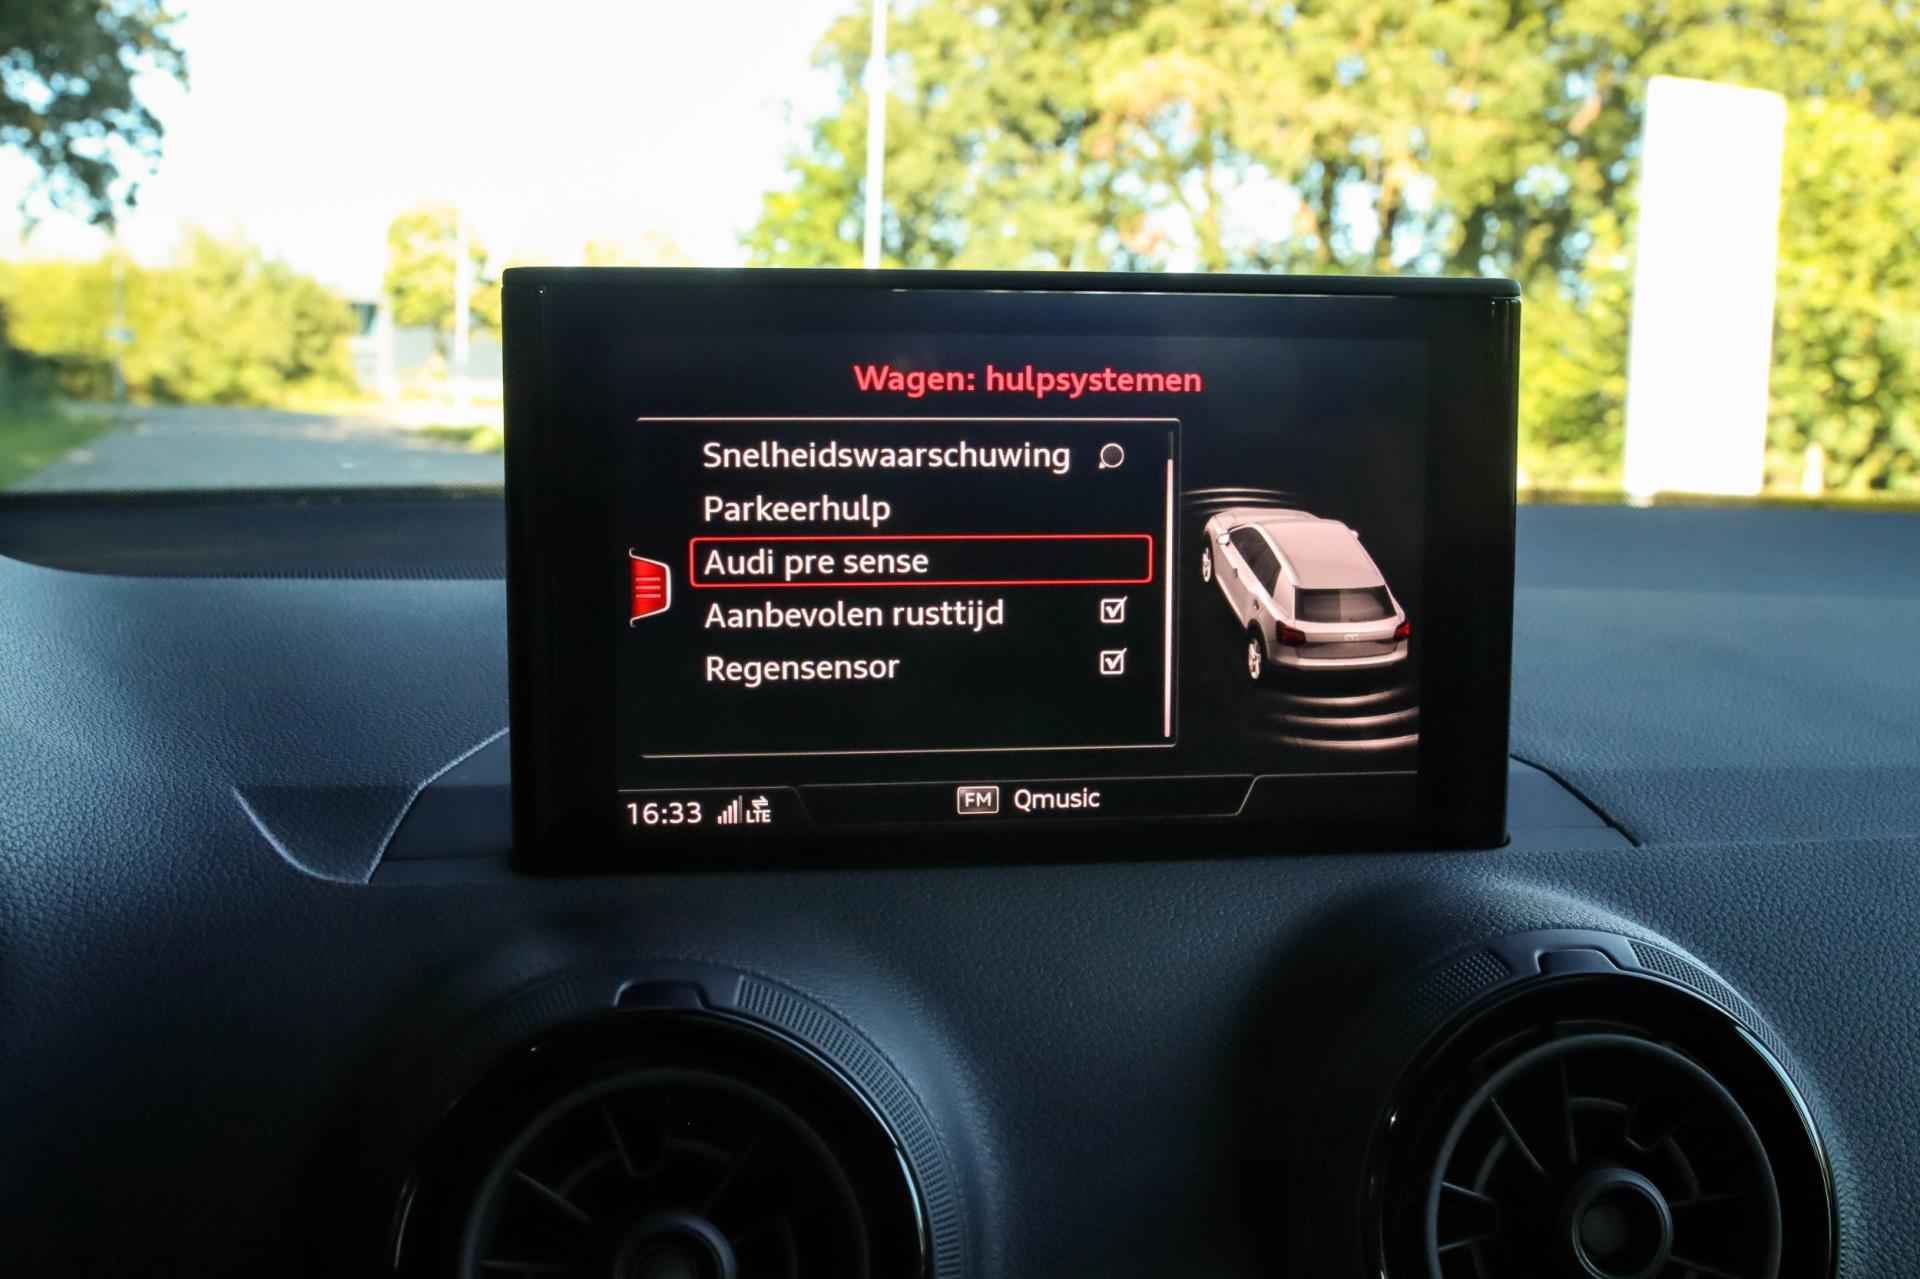 Wagen: hulpsystemen
Snelheidswaarschuwing
Parkeerhulp
Audi pre sense
Aanbevolen rusttijd
Regensensor
16:33 LTE
FM Qmusic